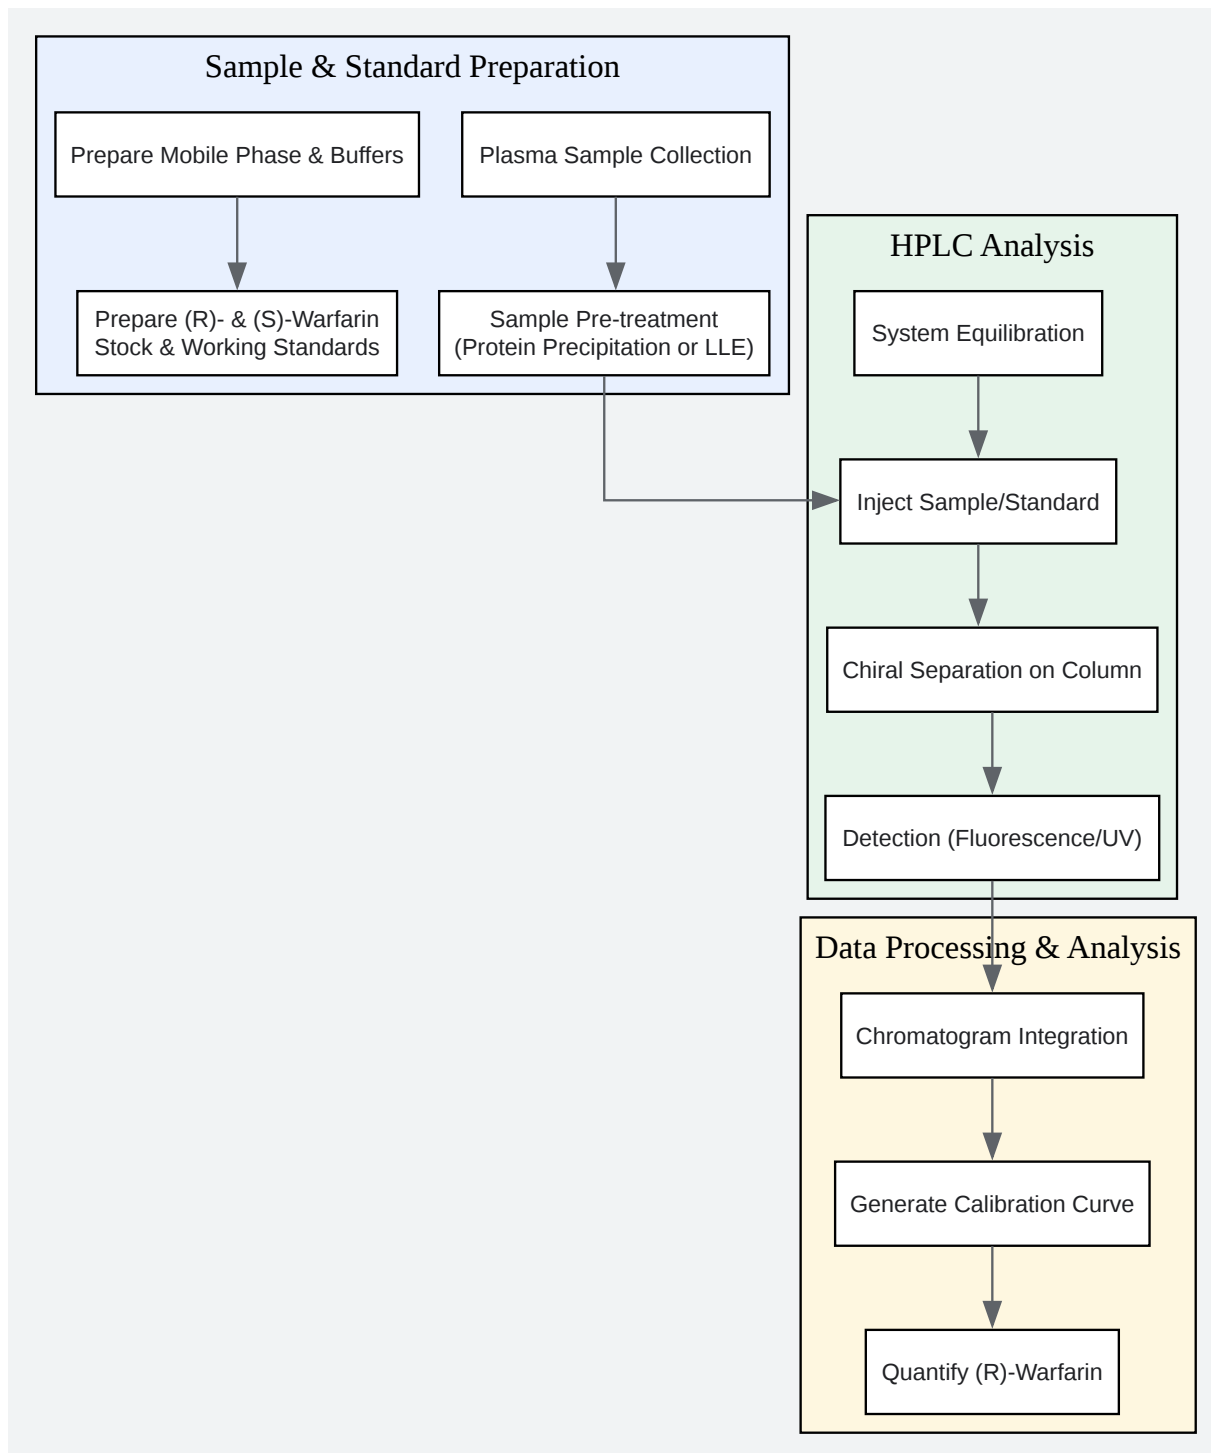 Sample & Standard Preparation
Prepare Mobile Phase & Buffers
Plasma Sample Collection
Prepare (R)- & (S)-Warfarin
Stock & Working Standards
Sample Pre-treatment
(Protein Precipitation or LLE)
HPLC Analysis
System Equilibration
Inject Sample/Standard
Chiral Separation on Column
Detection (Fluorescence/UV)
Data Processing & Analysis
Chromatogram Integration
Generate Calibration Curve
Quantify (R)-Warfarin